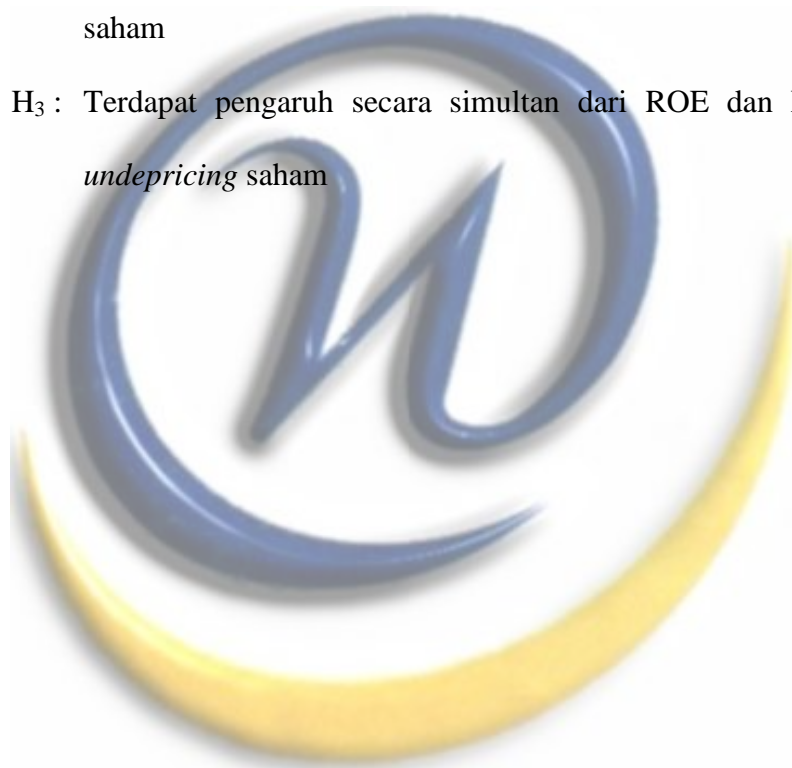 saham
H₃ : Terdapat pengaruh secara simultan dari ROE dan
undepricing saham